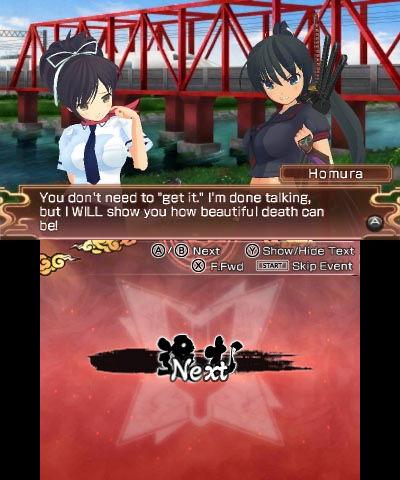 Homura
You don't need to "get it." I'm done talking,
but I WILL show you how beautiful death can
be!
A
A/B Next Y Show/Hide Text
X F.Fwd START Skip Event
Next